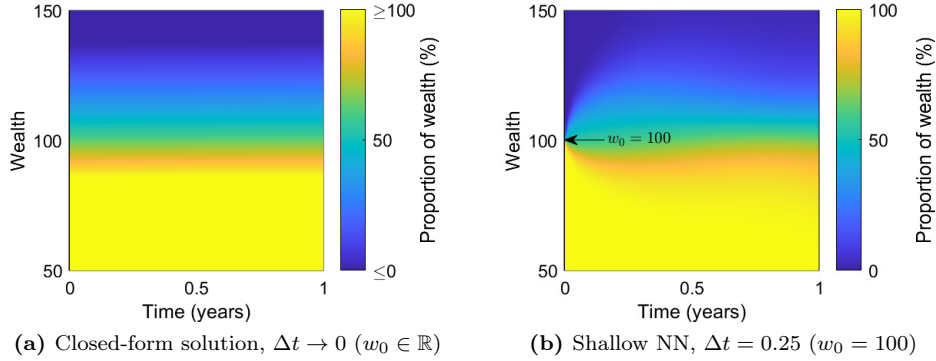 150
100
50
Wealth
0
0.5
1
Time (years)
≥100
50
≤0
Proportion of wealth (%)
(a) Closed-form solution, Δt → 0 (w₀ ∈ ℝ)
150
100
50
Wealth
w₀ = 100
0
0.5
1
Time (years)
100
50
0
Proportion of wealth (%)
(b) Shallow NN, Δt = 0.25 (w₀ = 100)